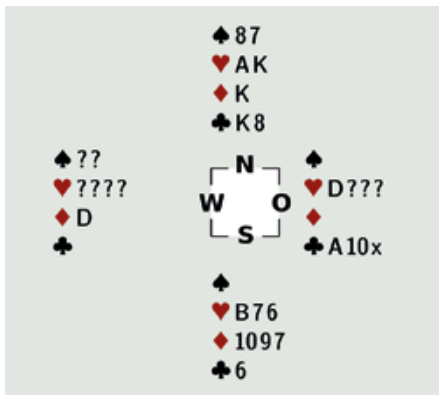 ♠ 87
♥ AK
♦ K
♣ K8
♠ ??
♥ ????
♦ D
♣
N
W O
S
♠
♥ D???
♦
♣ A10x
♠
♥ B76
♦ 1097
♣ 6